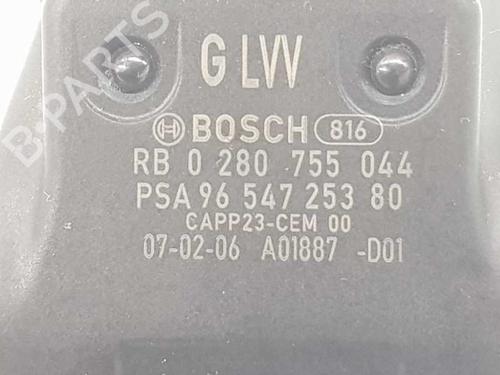 B-PARTS
G LVV
BOSCH 816
RB 0 280 755 044
PSA 96 547 253 80
CAPP23-CEM 00
07-02-06 A01887 -D01
B-PARTS